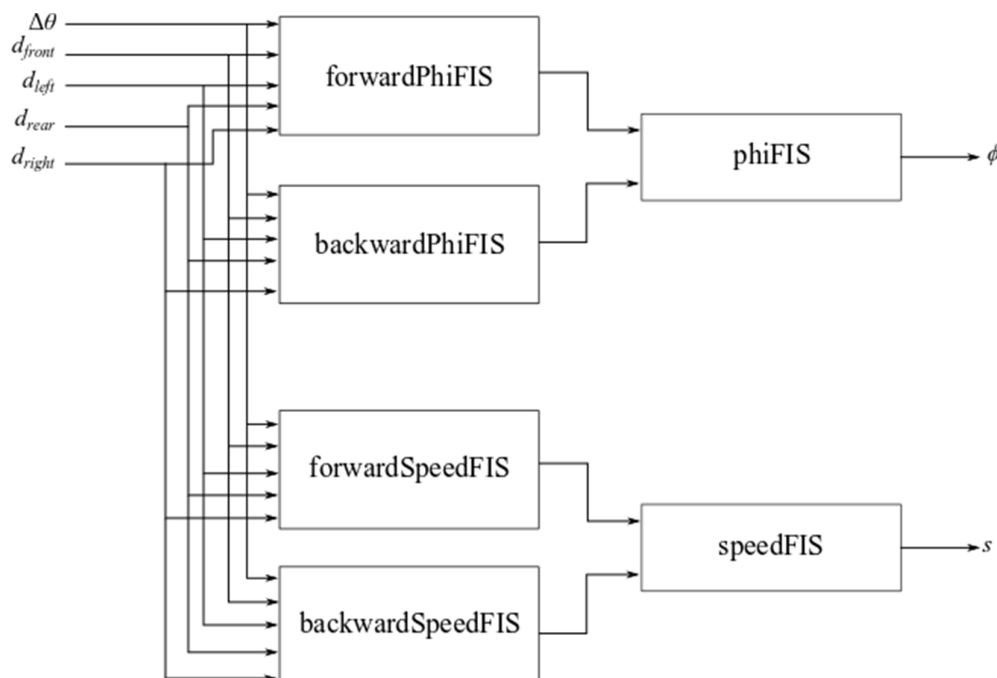 Δθ
d_front
d_left
d_rear
d_right
forwardPhiFIS
backwardPhiFIS
phiFIS
ϕ
forwardSpeedFIS
backwardSpeedFIS
speedFIS
s